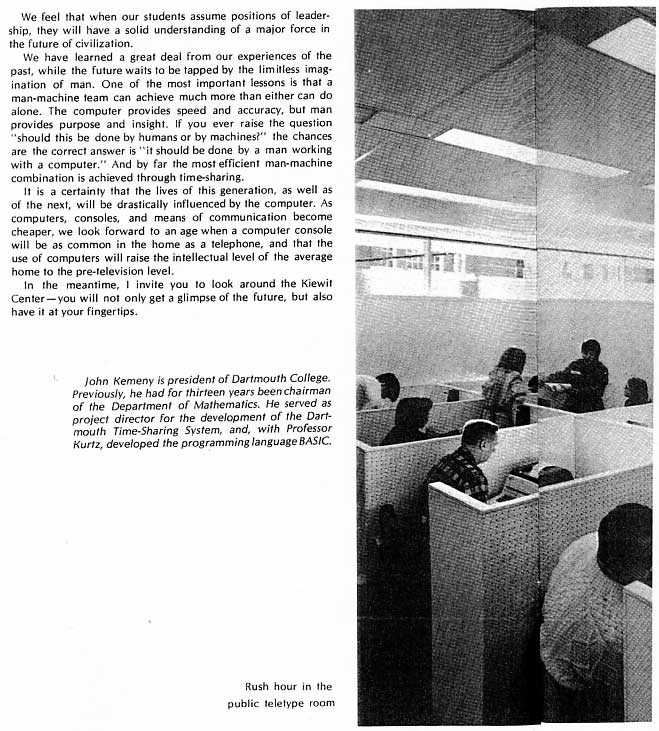 We feel that when our students assume positions of leader-
ship, they will have a solid understanding of a major force in
the future of civilization.
We have learned a great deal from our experiences of the
past, while the future waits to be tapped by the limitless imag-
ination of man. One of the most important lessons is that a
man-machine team can achieve much more than either can do
alone. The computer provides speed and accuracy, but man
provides purpose and insight. If you ever raise the question
"should this be done by humans or by machines?" the chances
are the correct answer is "it should be done by a man working
with a computer." And by far the most efficient man-machine
combination is achieved through time-sharing.
It is a certainty that the lives of this generation, as well as
of the next, will be drastically influenced by the computer. As
computers, consoles, and means of communication become
cheaper, we look forward to an age when a computer console
will be as common in the home as a telephone, and that the
use of computers will raise the intellectual level of the average
home to the pre-television level.
In the meantime, I invite you to look around the Kiewit
Center—you will not only get a glimpse of the future, but also
have it at your fingertips.
John Kemeny is president of Dartmouth College.
Previously, he had for thirteen years been chairman
of the Department of Mathematics. He served as
project director for the development of the Dart-
mouth Time-Sharing System, and, with Professor
Kurtz, developed the programming language BASIC.
Rush hour in the
public teletype room